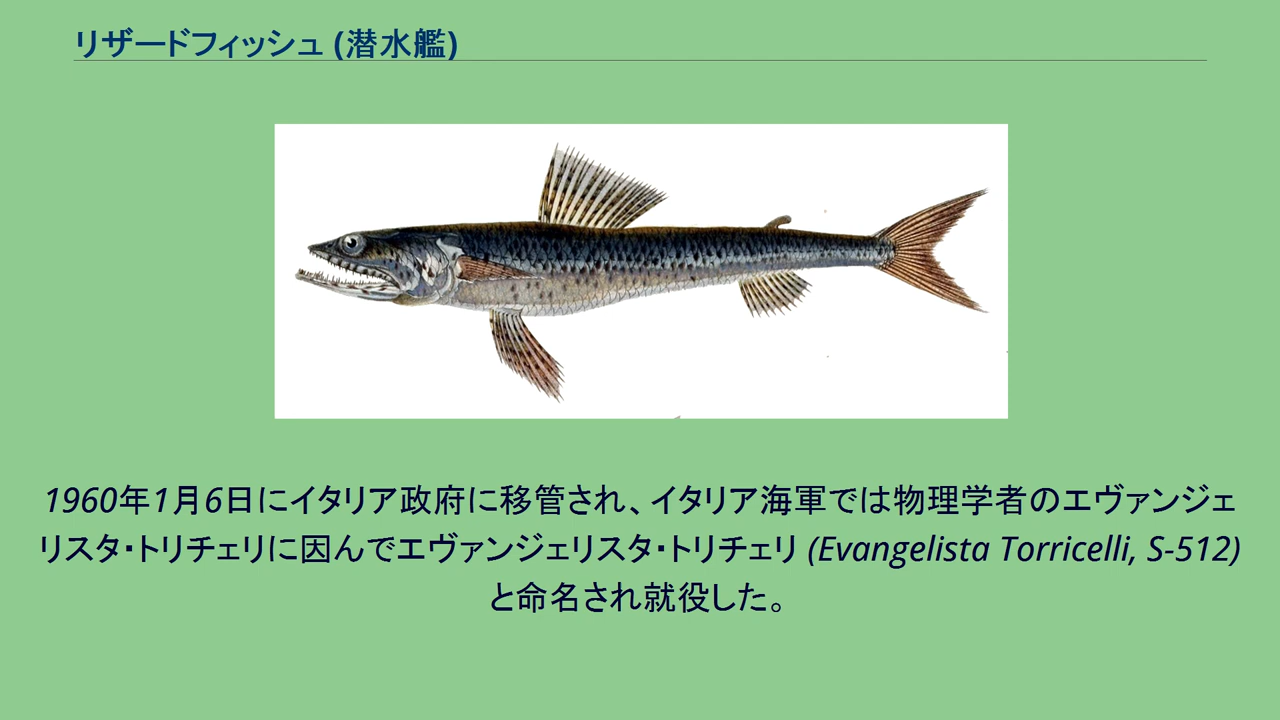 リザードフィッシュ (潜水艦)
1960年1月6日にイタリア政府に移管され、イタリア海軍では物理学者のエヴァンジェ
リスタ・トリチェリに因んでエヴァンジェリスタ・トリチェリ (Evangelista Torricelli, S-512)
と命名され就役した。